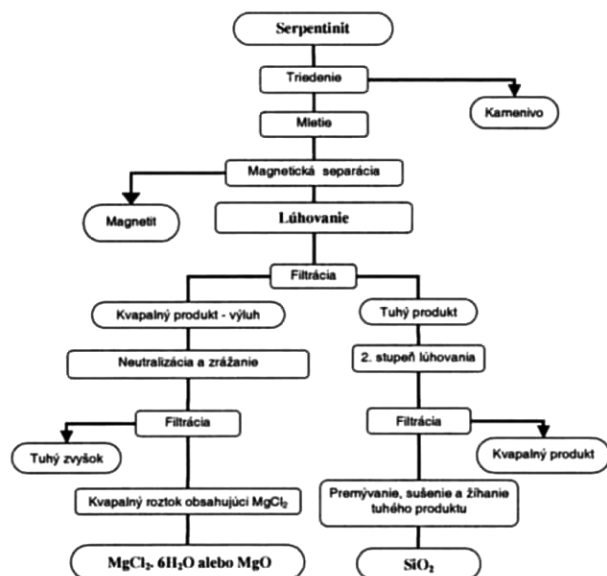 Serpentinit
Triedenie
Kamenivo
Mletie
Magnetická separácia
Magnetit
Lúhovanie
Filtrácia
Kvapalný produkt - výluh
Tuhý produkt
Neutralizácia a zrážanie
2. stupeň lúhovania
Filtrácia
Filtrácia
Tuhý zvyšok
Kvapalný produkt
Kvapalný roztok obsahujúci MgCl₂
Premývanie, sušenie a žíhanie
tuhého produktu
MgCl₂· 6H₂O alebo MgO
SiO₂